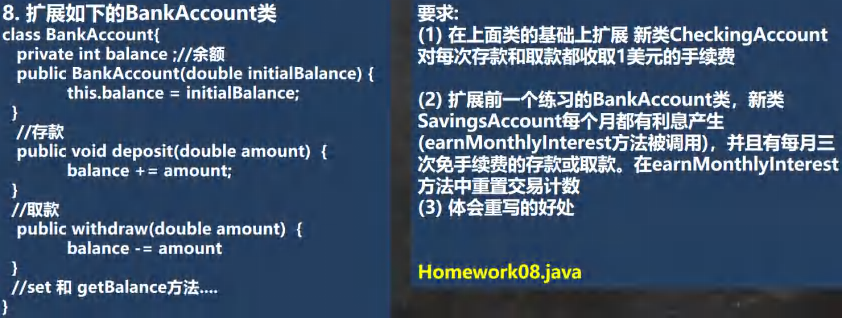 8. 扩展如下的BankAccount类
class BankAccount{
private int balance ;//余额
public BankAccount(double initialBalance) {
this.balance = initialBalance;
}
//存款
public void deposit(double amount) {
balance += amount;
}
//取款
public withdraw(double amount) {
balance -= amount
}
//set 和 getBalance方法....
}
要求:
(1) 在上面类的基础上扩展 新类CheckingAccount
对每次存款和取款都收取1美元的手续费
(2) 扩展前一个练习的BankAccount类，新类
SavingsAccount每个月都有利息产生
(earnMonthlyInterest方法被调用)，并且有每月三
次免手续费的存款或取款。在earnMonthlyInterest
方法中重置交易计数
(3) 体会重写的好处
Homework08.java